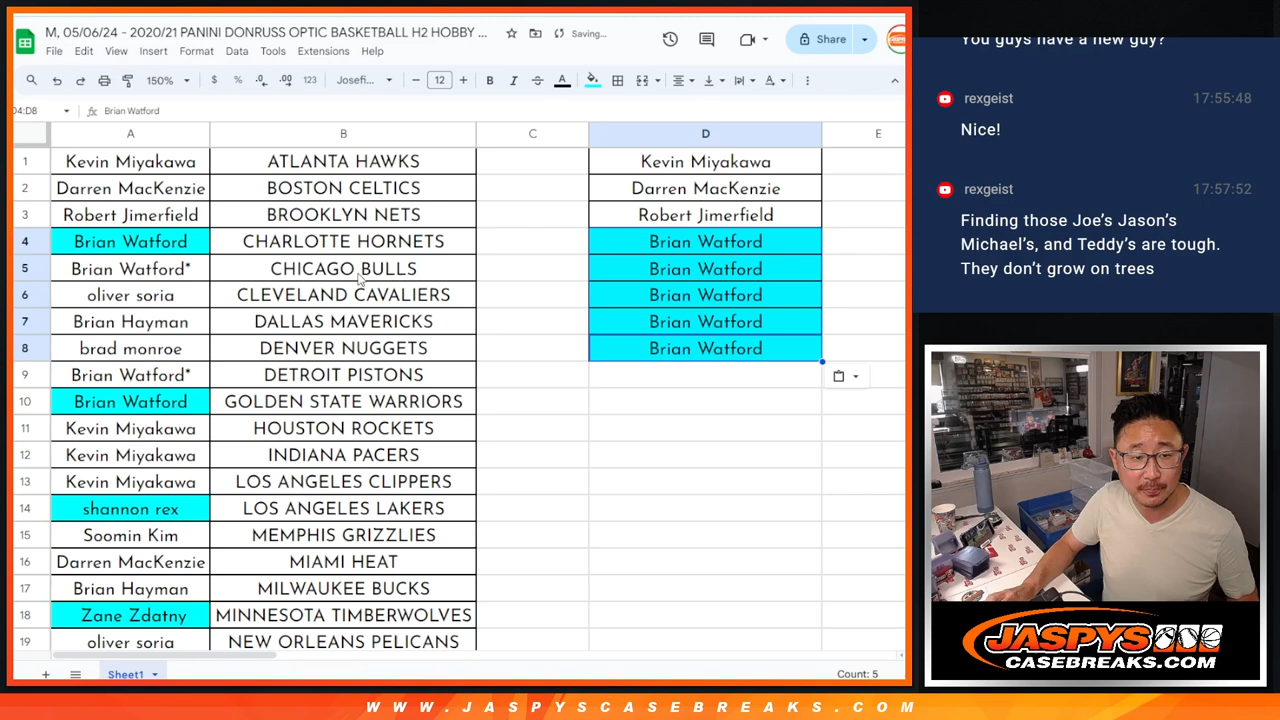 M, 05/06/24 - 2020/21 PANINI DONRUSS OPTIC BASKETBALL H2 HOBBY ...
Saving...
Share
File Edit View Insert Format Data Tools Extensions Help
150% $ % .0 .00 123 Josefi... 12 B I A
04:D8 fx Brian Watford
A B C D E
1 Kevin Miyakawa ATLANTA HAWKS Kevin Miyakawa
2 Darren MacKenzie BOSTON CELTICS Darren MacKenzie
3 Robert Jimerfield BROOKLYN NETS Robert Jimerfield
4 Brian Watford CHARLOTTE HORNETS Brian Watford
5 Brian Watford* CHICAGO BULLS Brian Watford
6 oliver soria CLEVELAND CAVALIERS Brian Watford
7 Brian Hayman DALLAS MAVERICKS Brian Watford
8 brad monroe DENVER NUGGETS Brian Watford
9 Brian Watford* DETROIT PISTONS
10 Brian Watford GOLDEN STATE WARRIORS
11 Kevin Miyakawa HOUSTON ROCKETS
12 Kevin Miyakawa INDIANA PACERS
13 Kevin Miyakawa LOS ANGELES CLIPPERS
14 shannon rex LOS ANGELES LAKERS
15 Soomin Kim MEMPHIS GRIZZLIES
16 Darren MacKenzie MIAMI HEAT
17 Brian Hayman MILWAUKEE BUCKS
18 Zane Zdatny MINNESOTA TIMBERWOLVES
19 oliver soria NEW ORLEANS PELICANS
Sheet1
Count: 5
You guys have a new guy?
rexgeist 17:55:48
Nice!
rexgeist 17:57:52
Finding those Joe's Jason's
Michael's, and Teddy's are tough.
They don't grow on trees
JASPYS
CASEBREAKS.COM
WWW.JASPYSCASEBREAKS.COM